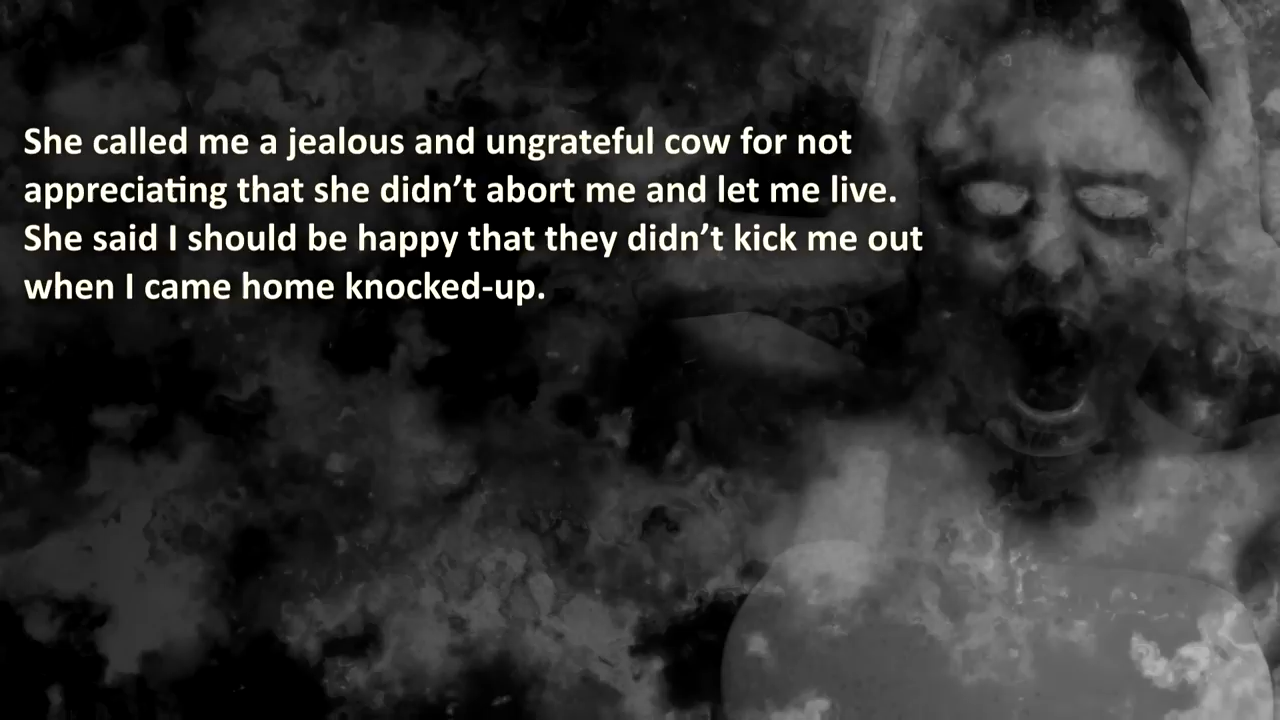 She called me a jealous and ungrateful cow for not
appreciating that she didn’t abort me and let me live.
She said I should be happy that they didn’t kick me out
when I came home knocked-up.